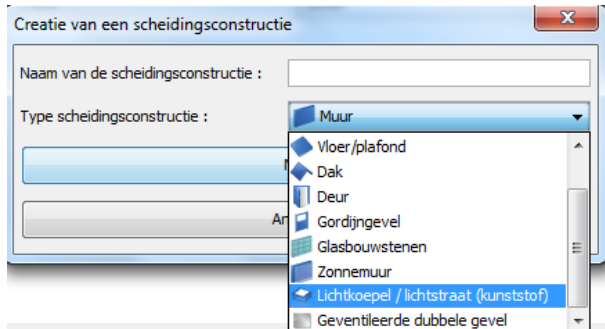 Creatie van een scheidingsconstructie
Naam van de scheidingsconstructie :
Type scheidingsconstructie :
Muur
Vloer/plafond
Dak
Deur
Gordijngevel
Glasbouwstenen
Zonnemuur
Lichtkoepel / lichtstraat (kunststof)
Geventileerde dubbele gevel